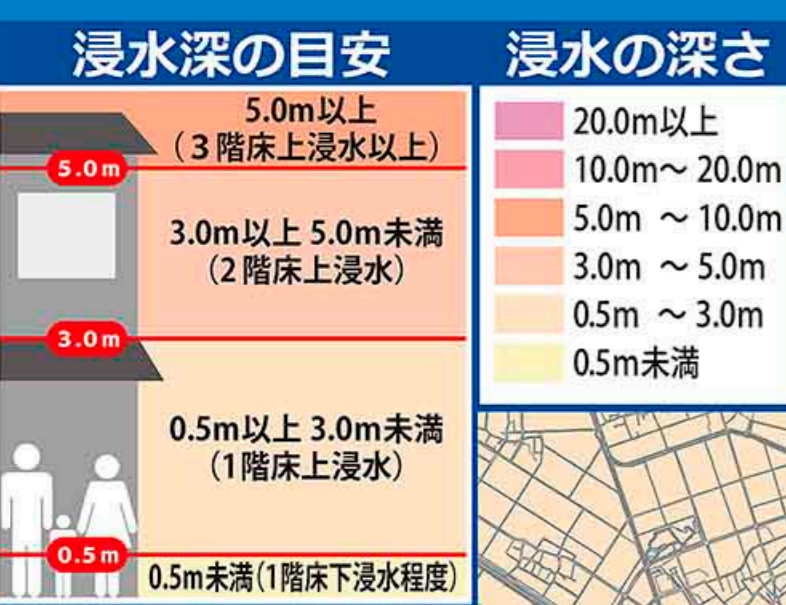 浸水深の目安
5.0m以上
（３階床上浸水以上）
5.0m
3.0m以上 5.0m未満
（２階床上浸水）
3.0m
0.5m以上 3.0m未満
（1階床上浸水）
0.5m
0.5m未満（1階床下浸水程度）
浸水の深さ
20.0m以上
10.0m～ 20.0m
5.0m ～ 10.0m
3.0m ～ 5.0m
0.5m ～ 3.0m
0.5m未満